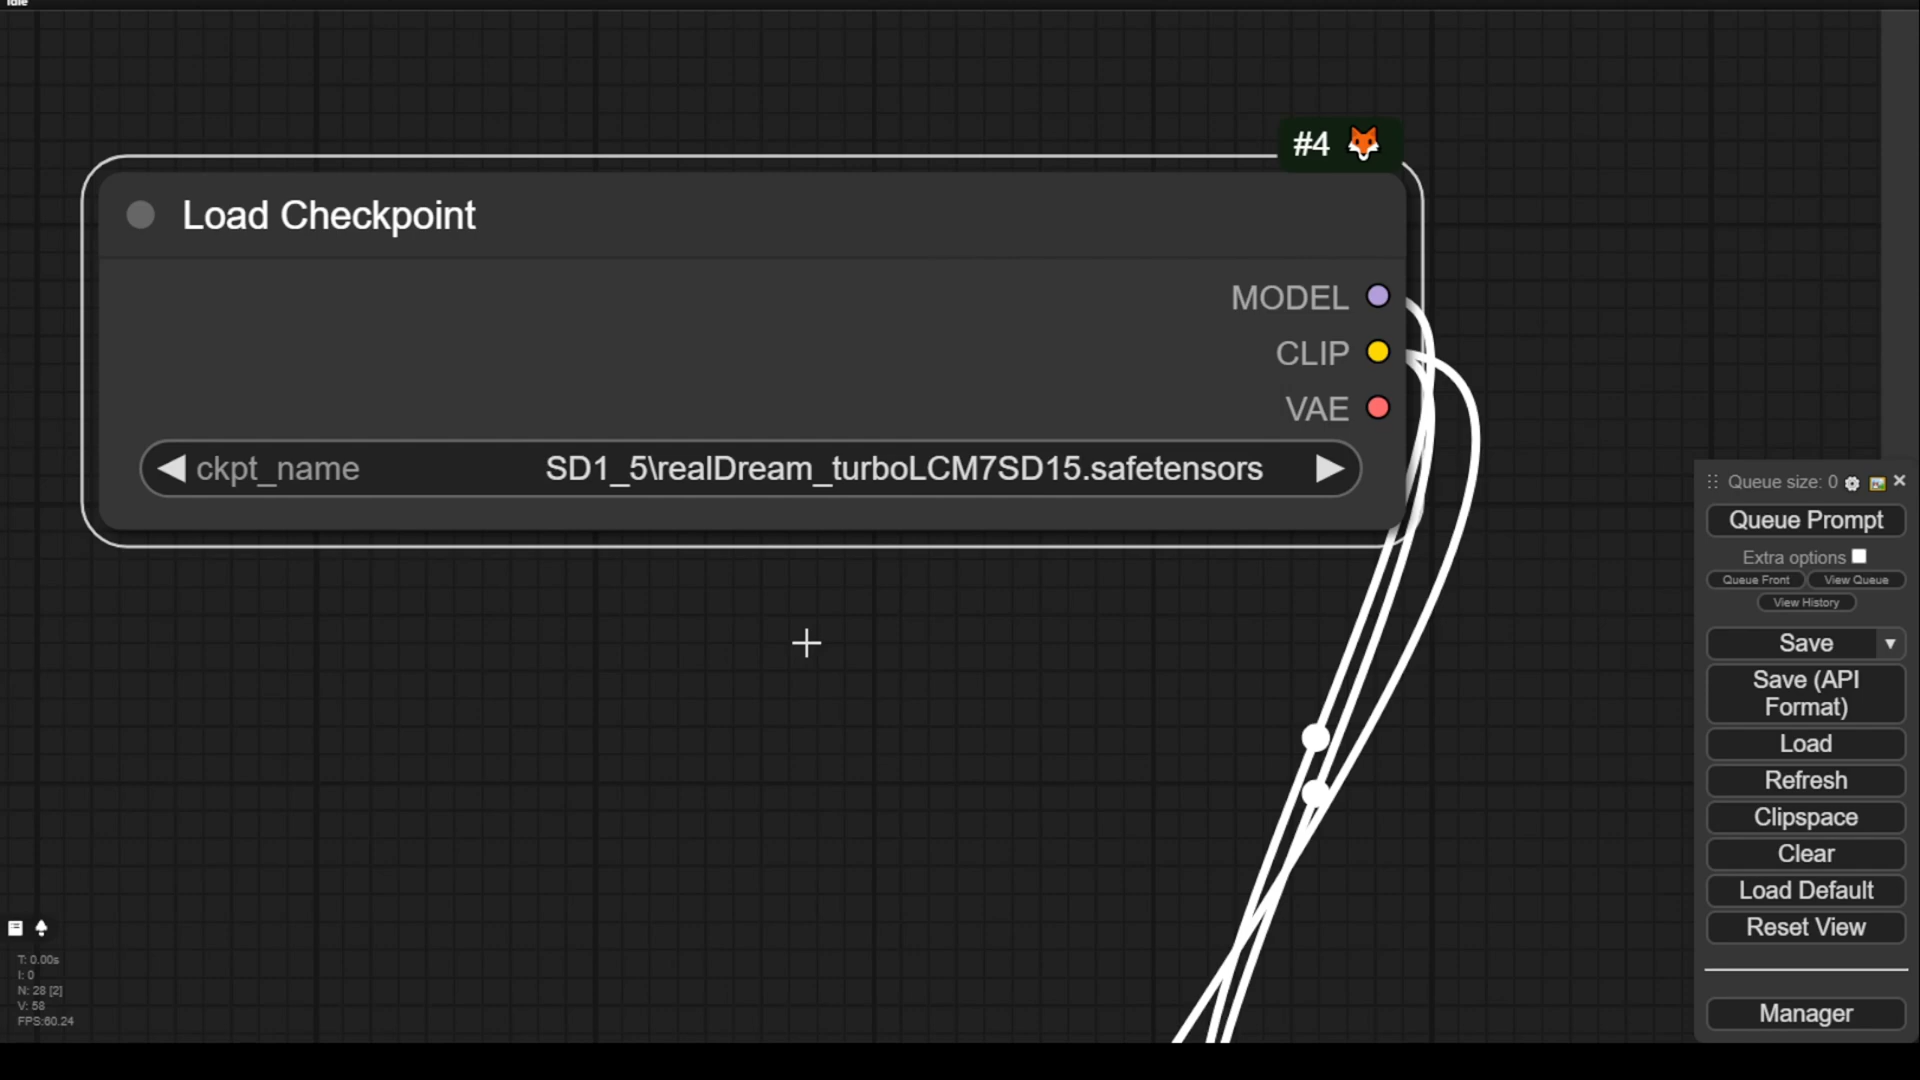 Idle
#4
Load Checkpoint
MODEL
CLIP
VAE
ckpt_name SD1_5\realDream_turboLCM7SD15.safetensors
Queue size: 0
Queue Prompt
Extra options
Queue Front View Queue
View History
Save
Save (API
Format)
Load
Refresh
Clipspace
Clear
Load Default
Reset View
Manager
T: 0.00s
I: 0
N: 28 [2]
V: 58
FPS:60.24